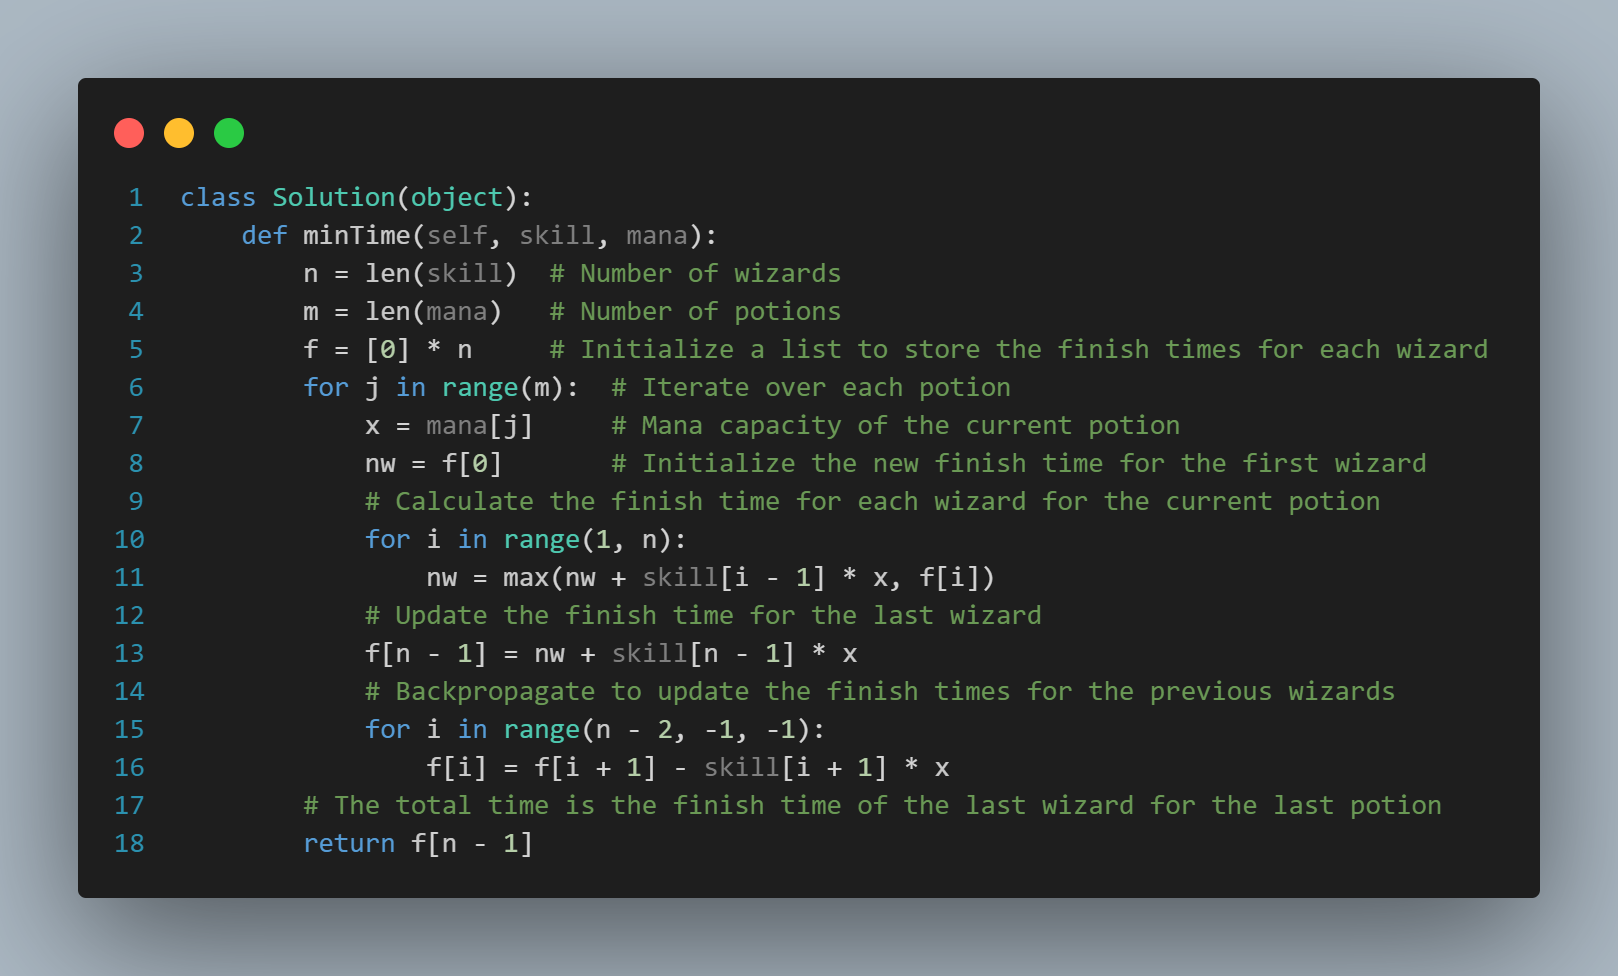 1 class Solution(object):
2     def minTime(self, skill, mana):
3         n = len(skill)  # Number of wizards
4         m = len(mana)   # Number of potions
5         f = [0] * n     # Initialize a list to store the finish times for each wizard
6         for j in range(m):  # Iterate over each potion
7             x = mana[j]     # Mana capacity of the current potion
8             nw = f[0]       # Initialize the new finish time for the first wizard
9             # Calculate the finish time for each wizard for the current potion
10             for i in range(1, n):
11                 nw = max(nw + skill[i - 1] * x, f[i])
12             # Update the finish time for the last wizard
13             f[n - 1] = nw + skill[n - 1] * x
14             # Backpropagate to update the finish times for the previous wizards
15             for i in range(n - 2, -1, -1):
16                 f[i] = f[i + 1] - skill[i + 1] * x
17         # The total time is the finish time of the last wizard for the last potion
18         return f[n - 1]